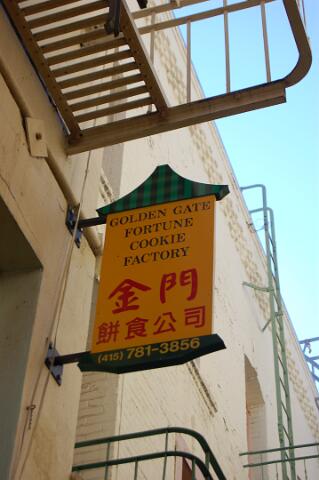 GOLDEN GATE
FORTUNE
COOKIE
FACTORY
金門
餅食公司
(415) 781-3856